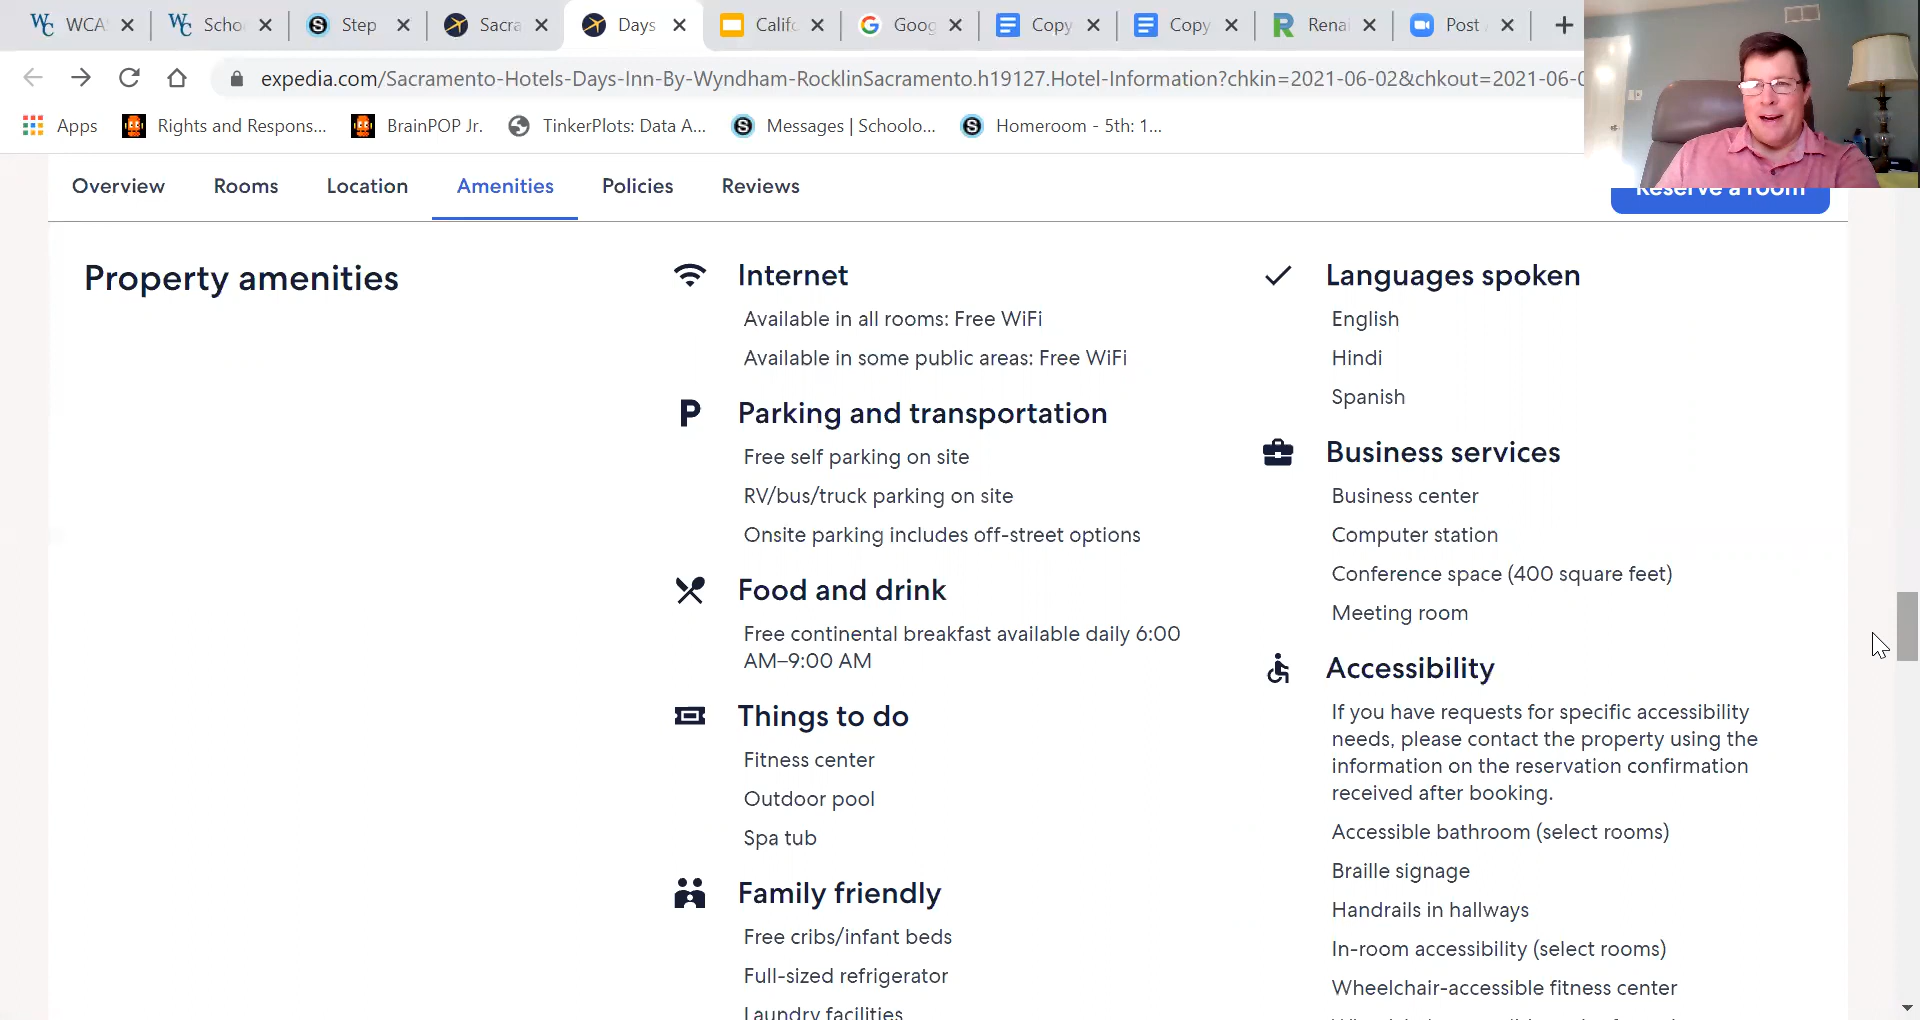 WCA
Schoo
Step
Sacra
Days
Califo
Goog
Copy
Copy
Renai
Post
expedia.com/Sacramento-Hotels-Days-Inn-By-Wyndham-RocklinSacramento.h19127.Hotel-Information?chkin=2021-06-02&chkout=2021-06-0
Apps
Rights and Respons...
BrainPOP Jr.
TinkerPlots: Data A...
Messages | Schoolo...
Homeroom - 5th: 1...
Overview
Rooms
Location
Amenities
Policies
Reviews
Reserve a room
Property amenities
Internet
Available in all rooms: Free WiFi
Available in some public areas: Free WiFi
P
Parking and transportation
Free self parking on site
RV/bus/truck parking on site
Onsite parking includes off-street options
Food and drink
Free continental breakfast available daily 6:00
AM–9:00 AM
Things to do
Fitness center
Outdoor pool
Spa tub
Family friendly
Free cribs/infant beds
Full-sized refrigerator
Laundry facilities
Languages spoken
English
Hindi
Spanish
Business services
Business center
Computer station
Conference space (400 square feet)
Meeting room
Accessibility
If you have requests for specific accessibility
needs, please contact the property using the
information on the reservation confirmation
received after booking.
Accessible bathroom (select rooms)
Braille signage
Handrails in hallways
In-room accessibility (select rooms)
Wheelchair-accessible fitness center